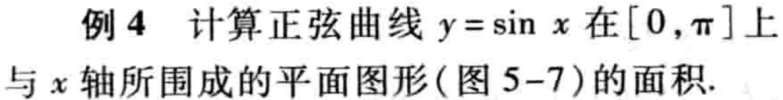 例 4 计算正弦曲线 y = sin x 在[0,π]上
与 x 轴所围成的平面图形(图 5-7)的面积.